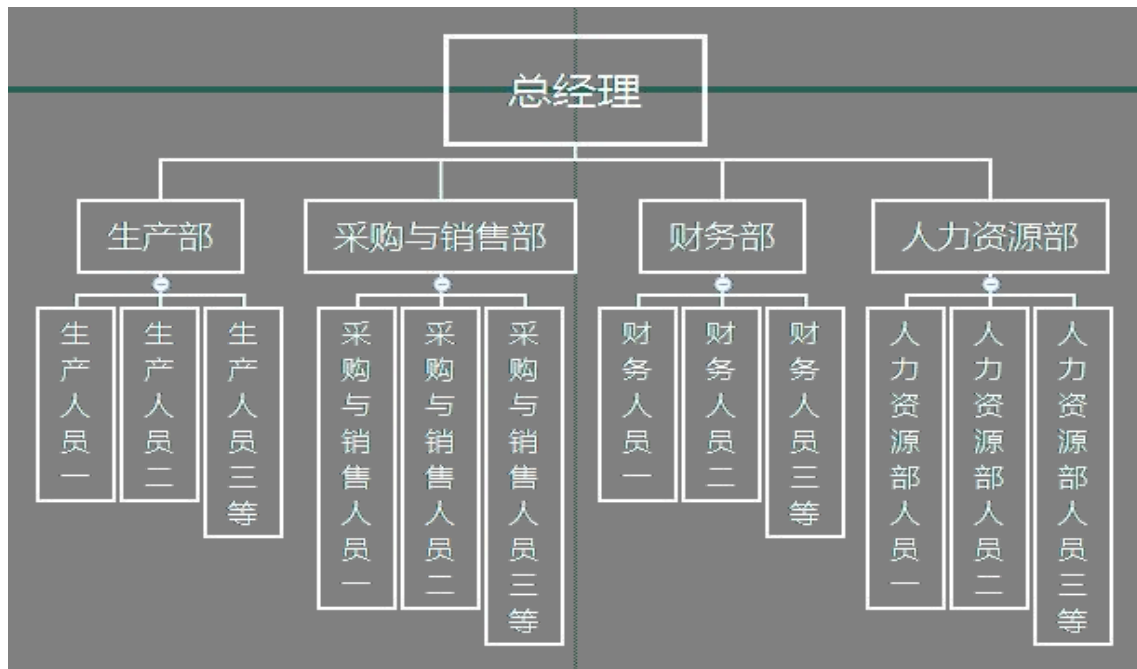 总经理
生产部
采购与销售部
财务部
人力资源部
生产人员一
生产人员二
生产人员三等
采购与销售人员一
采购与销售人员二
采购与销售人员三等
财务人员一
财务人员二
财务人员三等
人力资源部人员一
人力资源部人员二
人力资源部人员三等